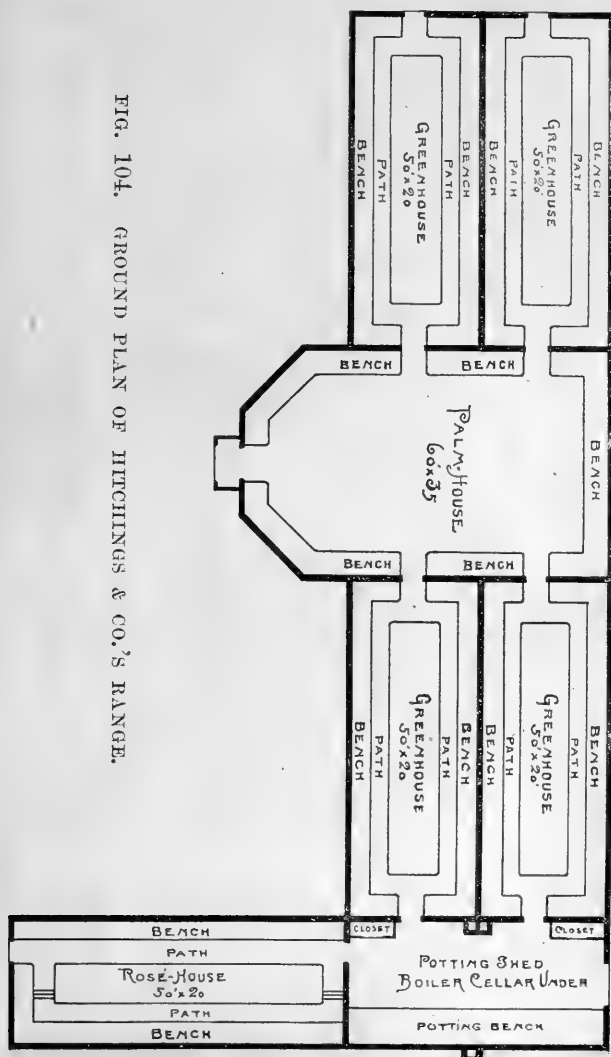 BENCH
PATH
GREENHOUSE
50'x20'
PATH
BENCH
BENCH
PATH
GREENHOUSE
50'x20
PATH
BENCH
BENCH
BENCH
BENCH
PALM-HOUSE
60'x35
BENCH
BENCH
BENCH
PATH
GREENHOUSE
50'x20'
PATH
BENCH
BENCH
PATH
GREENHOUSE
50'x20
PATH
BENCH
CLOSET
CLOSET
POTTING SHED
BOILER CELLAR UNDER
POTTING BENCH
BENCH
PATH
ROSE-HOUSE
50'x20
PATH
BENCH
FIG. 104. GROUND PLAN OF HITCHINGS & CO.'S RANGE.